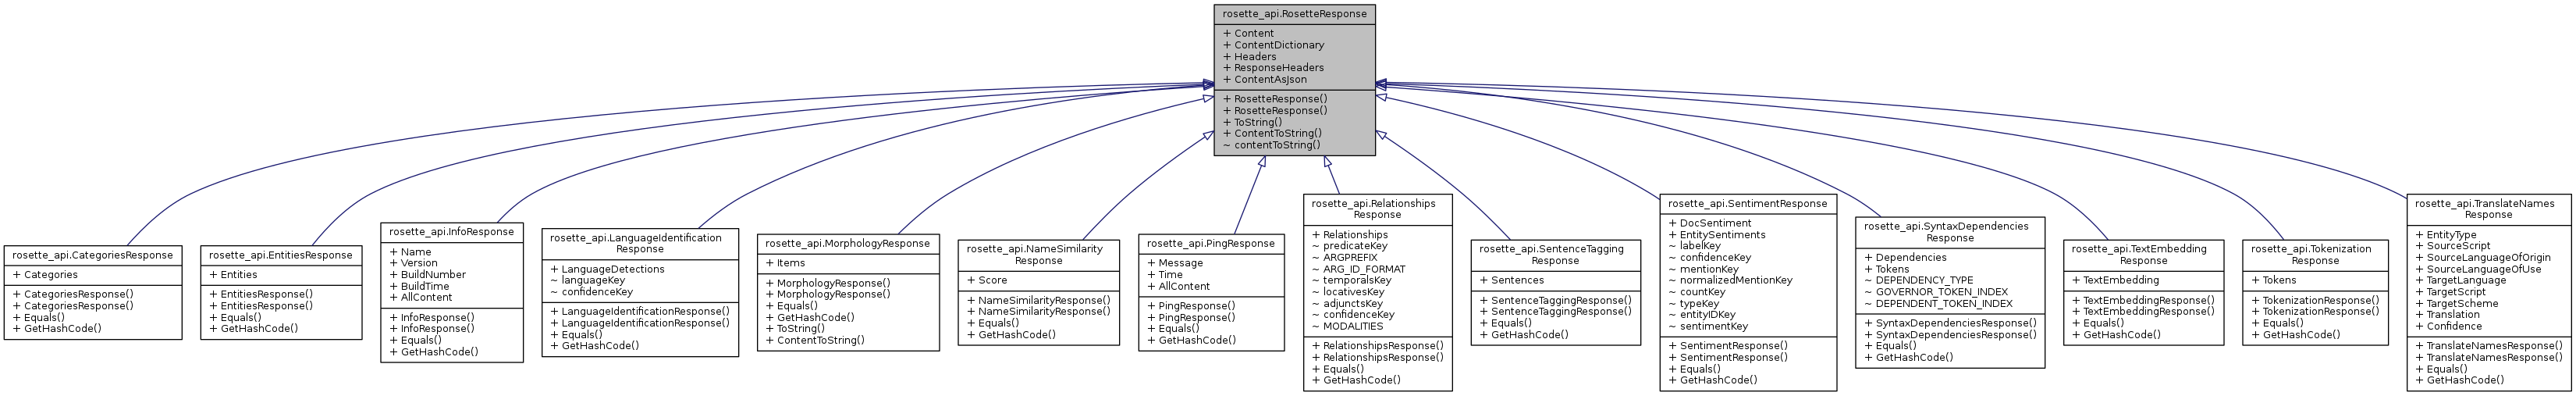 rosette_api.RosetteResponse
+ Content
+ ContentDictionary
+ Headers
+ ResponseHeaders
+ ContentAsJson
+ RosetteResponse()
+ RosetteResponse()
+ ToString()
+ ContentToString()
~ contentToString()
rosette_api.CategoriesResponse
+ Categories
+ CategoriesResponse()
+ CategoriesResponse()
+ Equals()
+ GetHashCode()
rosette_api.EntitiesResponse
+ Entities
+ EntitiesResponse()
+ EntitiesResponse()
+ Equals()
+ GetHashCode()
rosette_api.InfoResponse
+ Name
+ Version
+ BuildNumber
+ BuildTime
+ AllContent
+ InfoResponse()
+ InfoResponse()
+ Equals()
+ GetHashCode()
rosette_api.LanguageIdentification
Response
+ LanguageDetections
~ languageKey
~ confidenceKey
+ LanguageIdentificationResponse()
+ LanguageIdentificationResponse()
+ Equals()
+ GetHashCode()
rosette_api.MorphologyResponse
+ Items
+ MorphologyResponse()
+ MorphologyResponse()
+ Equals()
+ GetHashCode()
+ ToString()
+ ContentToString()
rosette_api.NameSimilarity
Response
+ Score
+ NameSimilarityResponse()
+ NameSimilarityResponse()
+ Equals()
+ GetHashCode()
rosette_api.PingResponse
+ Message
+ Time
+ AllContent
+ PingResponse()
+ PingResponse()
+ Equals()
+ GetHashCode()
rosette_api.Relationships
Response
+ Relationships
~ predicateKey
~ ARGPREFIX
~ ARG_ID_FORMAT
~ temporalsKey
~ locativesKey
~ adjunctsKey
~ confidenceKey
~ MODALITIES
+ RelationshipsResponse()
+ RelationshipsResponse()
+ Equals()
+ GetHashCode()
rosette_api.SentenceTagging
Response
+ Sentences
+ SentenceTaggingResponse()
+ SentenceTaggingResponse()
+ Equals()
+ GetHashCode()
rosette_api.SentimentResponse
+ DocSentiment
+ EntitySentiments
~ labelKey
~ confidenceKey
~ mentionKey
~ normalizedMentionKey
~ countKey
~ typeKey
~ entityIDKey
~ sentimentKey
+ SentimentResponse()
+ SentimentResponse()
+ Equals()
+ GetHashCode()
rosette_api.SyntaxDependencies
Response
+ Dependencies
+ Tokens
~ DEPENDENCY_TYPE
~ GOVERNOR_TOKEN_INDEX
~ DEPENDENT_TOKEN_INDEX
+ SyntaxDependenciesResponse()
+ SyntaxDependenciesResponse()
+ Equals()
+ GetHashCode()
rosette_api.TextEmbedding
Response
+ TextEmbedding
+ TextEmbeddingResponse()
+ TextEmbeddingResponse()
+ Equals()
+ GetHashCode()
rosette_api.Tokenization
Response
+ Tokens
+ TokenizationResponse()
+ TokenizationResponse()
+ Equals()
+ GetHashCode()
rosette_api.TranslateNames
Response
+ EntityType
+ SourceScript
+ SourceLanguageOfOrigin
+ SourceLanguageOfUse
+ TargetLanguage
+ TargetScript
+ TargetScheme
+ Translation
+ Confidence
+ TranslateNamesResponse()
+ TranslateNamesResponse()
+ Equals()
+ GetHashCode()